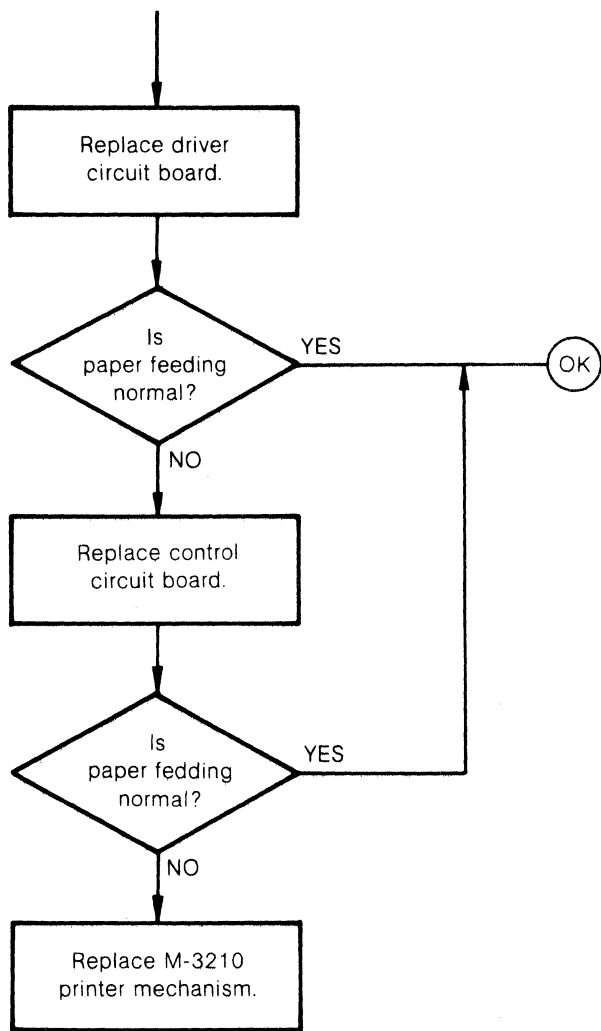 Replace driver
circuit board.
Is
paper feeding
normal?
YES
OK
NO
Replace control
circuit board.
Is
paper fedding
normal?
YES
NO
Replace M-3210
printer mechanism.